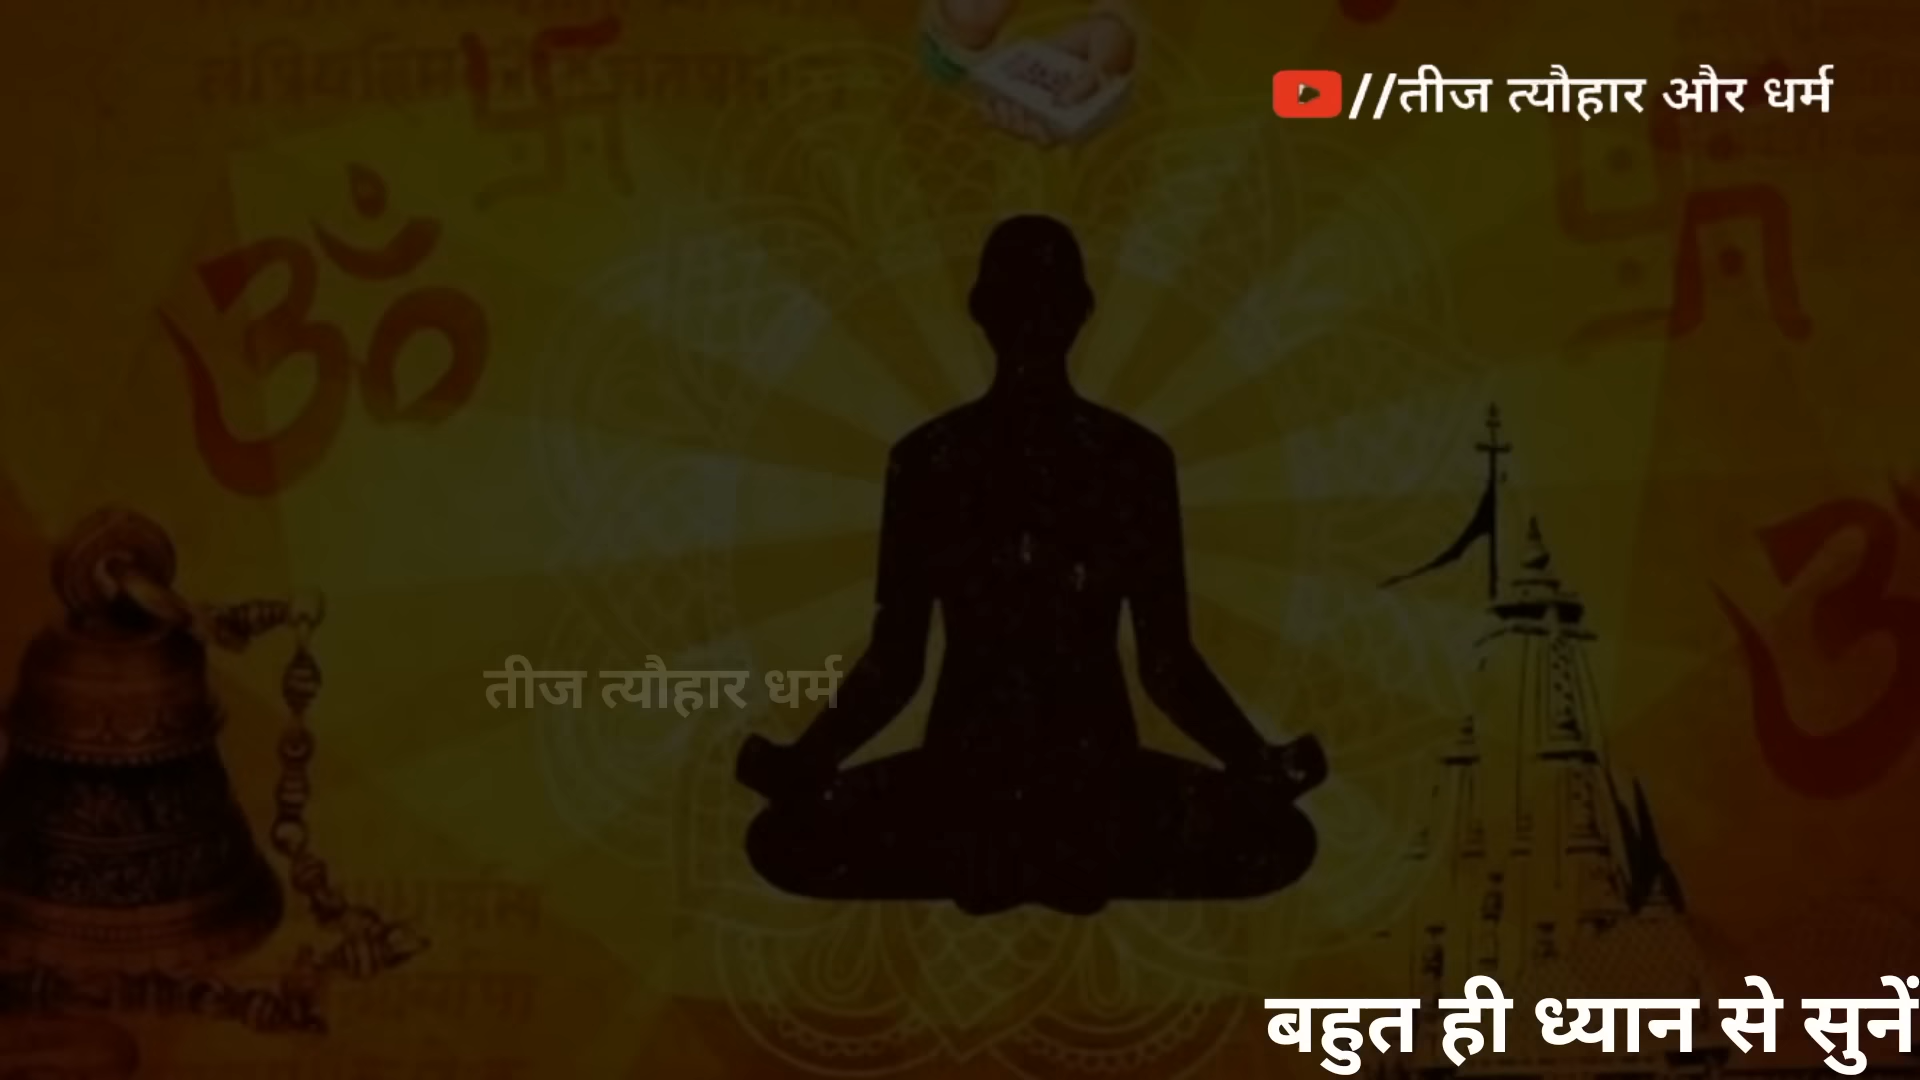 //तीज त्यौहार और धर्म
तीज त्यौहार धर्म
बहुत ही ध्यान से सुनें